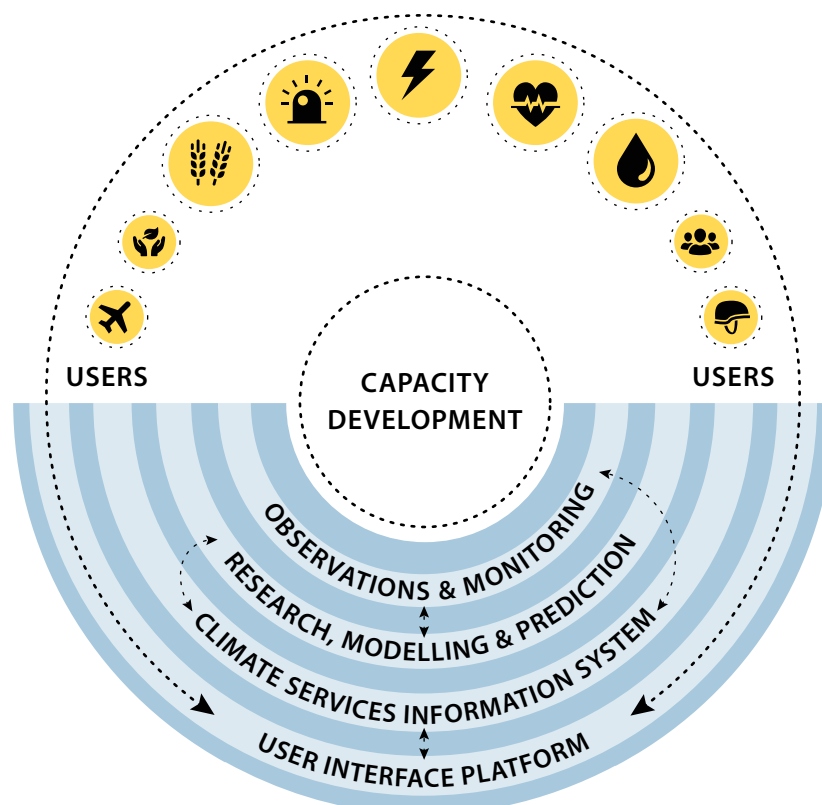 USERS
USERS
CAPACITY
DEVELOPMENT
OBSERVATIONS & MONITORING
RESEARCH, MODELLING & PREDICTION
CLIMATE SERVICES INFORMATION SYSTEM
USER INTERFACE PLATFORM